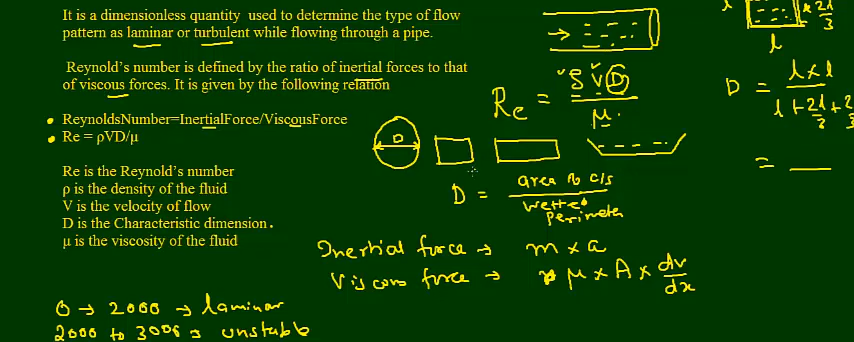 It is a dimensionless quantity used to determine the type of flow
pattern as laminar or turbulent while flowing through a pipe.
Reynold's number is defined by the ratio of inertial forces to that
of viscous forces. It is given by the following relation
ReynoldsNumber=InertialForce/ViscousForce
Re = ρVD/μ
Re is the Reynold's number
ρ is the density of the fluid
V is the velocity of flow
D is the Characteristic dimension.
μ is the viscosity of the fluid
0 → 2000 → laminar
2000 to 3000 → unstable
Re = ρVD/μ
D
D = area of c/s / wetted perimeter
Inertial force → m × a
Viscous force → μ × A × dv/dx
l
2l/3
l
D = l×l / l+2l/3+2
=